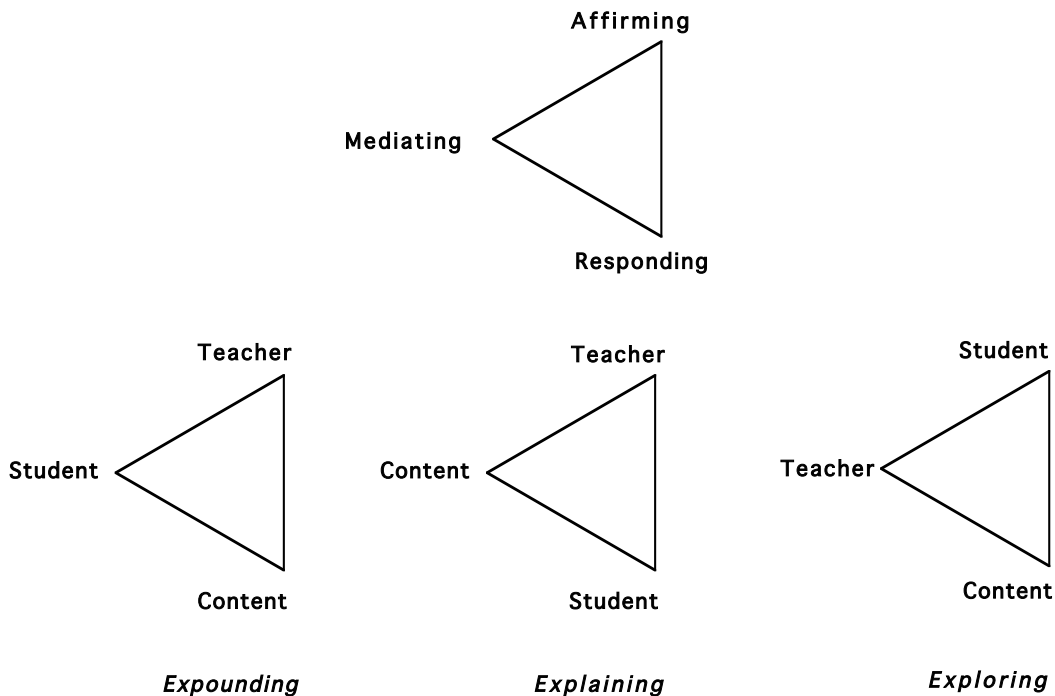 Affirming
Mediating
Responding
Teacher
Student
Content
Expounding
Teacher
Content
Student
Explaining
Student
Teacher
Content
Exploring